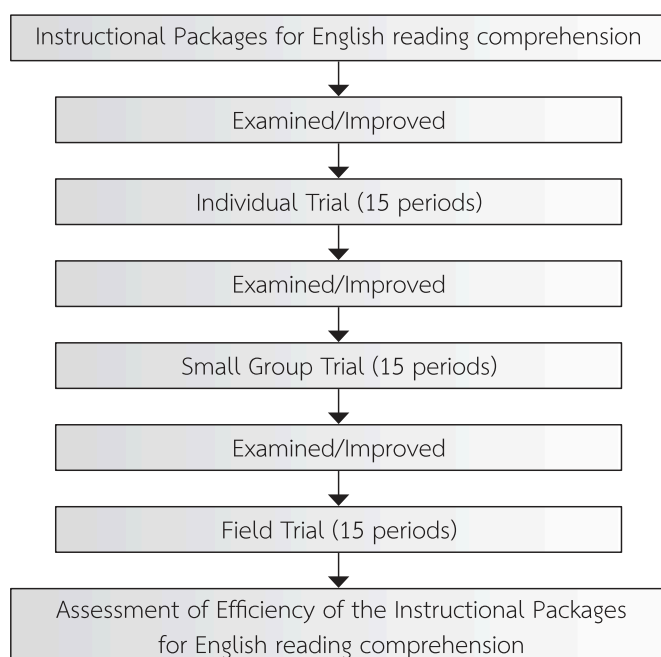 Instructional Packages for English reading comprehension
Examined/Improved
Individual Trial (15 periods)
Examined/Improved
Small Group Trial (15 periods)
Examined/Improved
Field Trial (15 periods)
Assessment of Efficiency of the Instructional Packages
for English reading comprehension